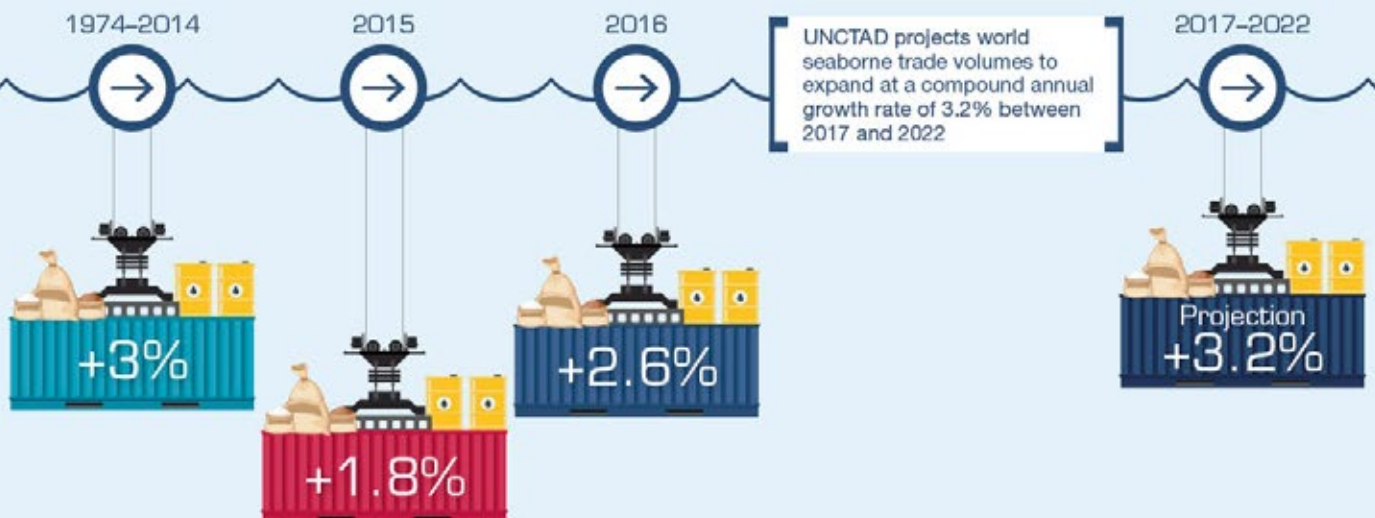 1974–2014
2015
2016
UNCTAD projects world
seaborne trade volumes to
expand at a compound annual
growth rate of 3.2% between
2017 and 2022
2017–2022
+3%
+1.8%
+2.6%
Projection
+3.2%